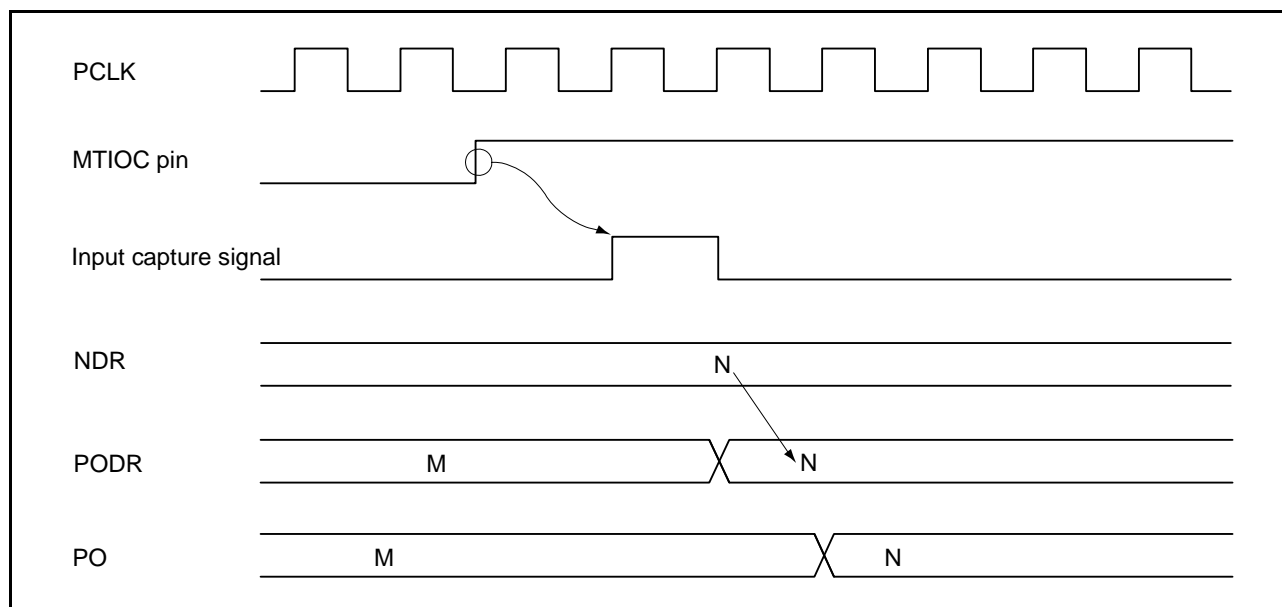 PCLK
MTIOC pin
Input capture signal
NDR
N
PODR
M
N
PO
M
N